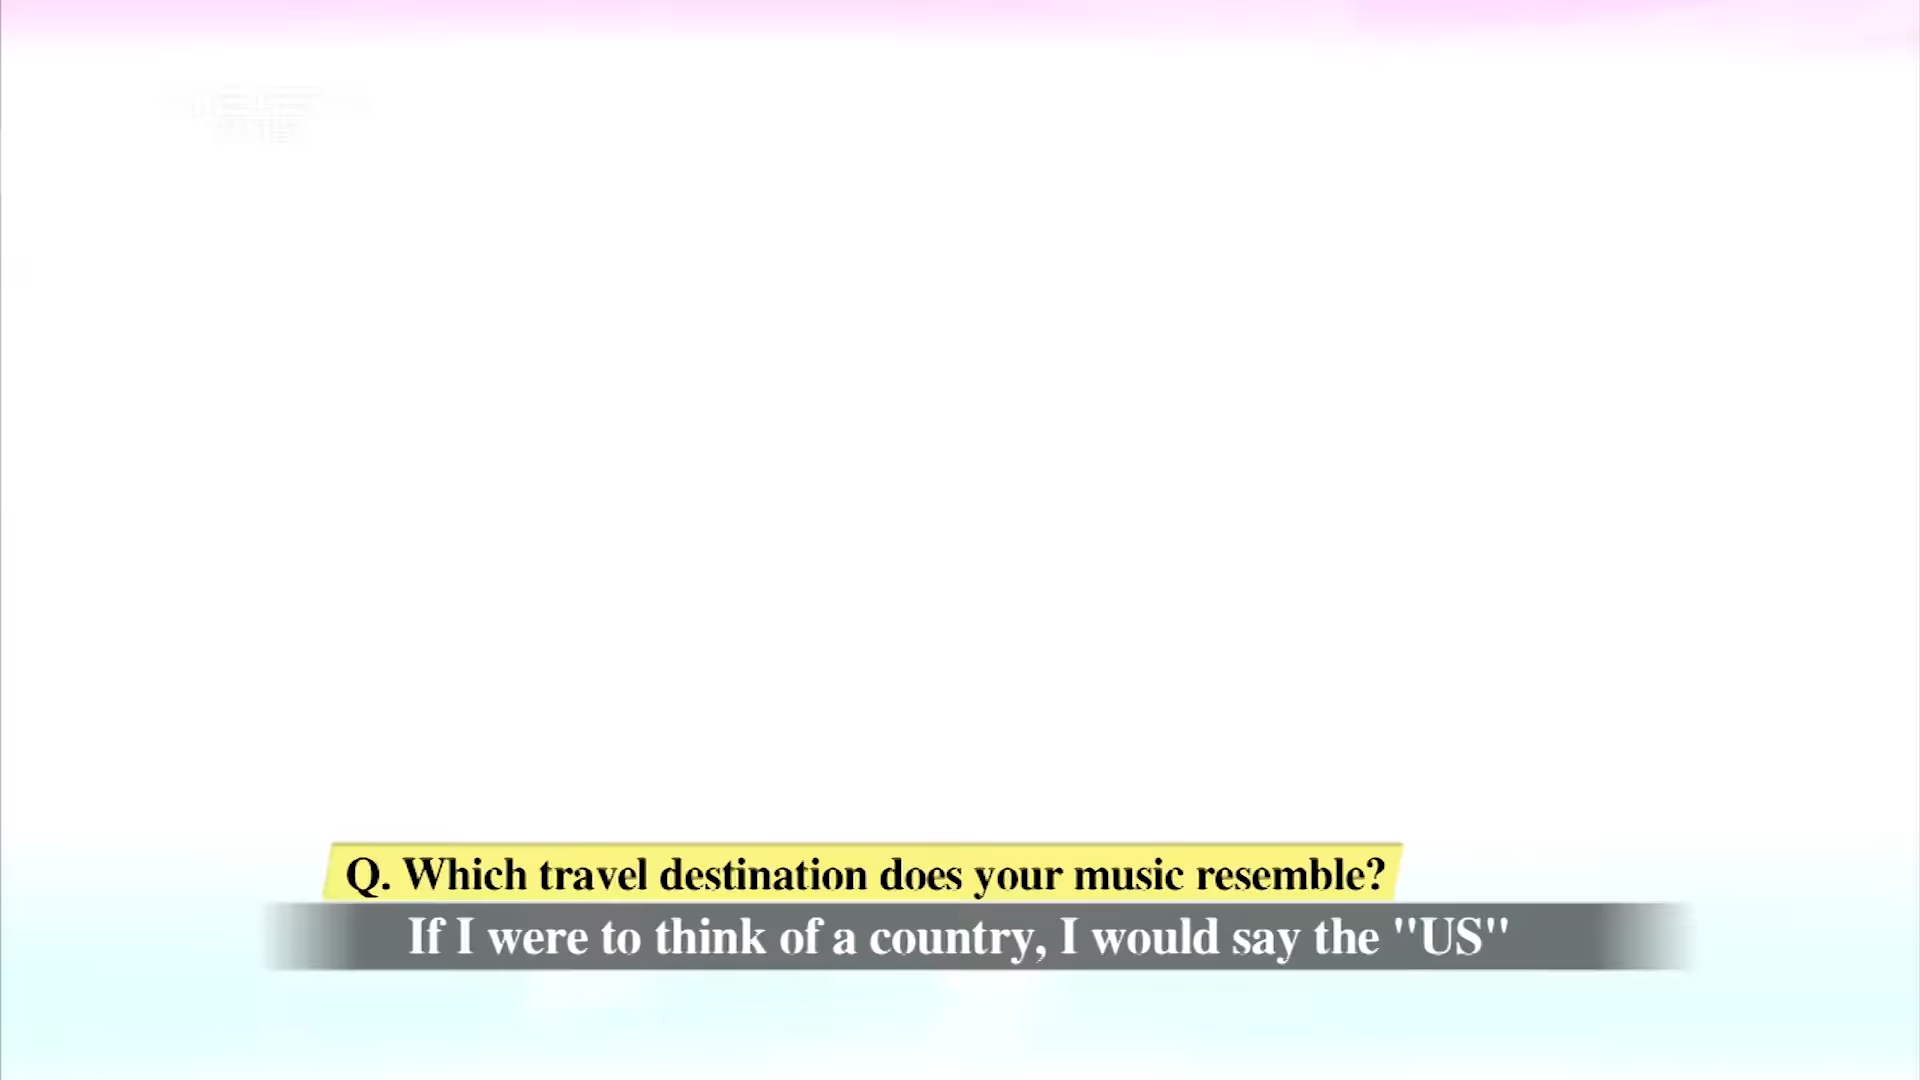 Q. Which travel destination does your music resemble?
If I were to think of a country, I would say the "US"